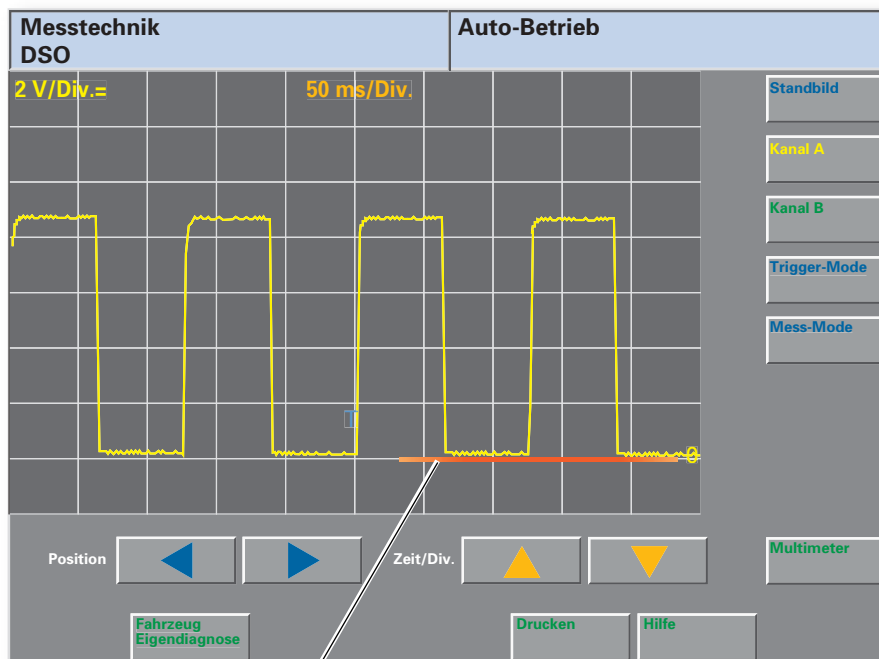 Messtechnik
DSO
Auto-Betrieb
2 V/Div.=
50 ms/Div.
Standbild
Kanal A
Kanal B
Trigger-Mode
Mess-Mode
T
0
Position
Zeit/Div.
Multimeter
Fahrzeug
Eigendiagnose
Drucken
Hilfe